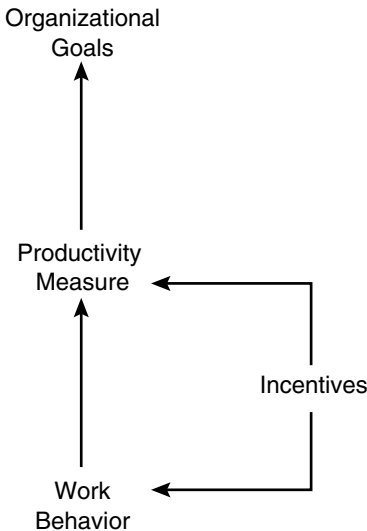 Organizational
Goals
Productivity
Measure
Incentives
Work
Behavior